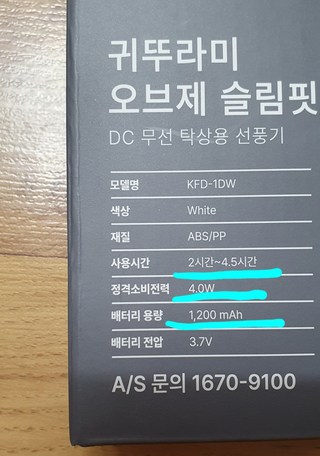 귀뚜라미
오브제 슬림핏
DC 무선 탁상용 선풍기
모델명 KFD-1DW
색상 White
재질 ABS/PP
사용시간 2시간~4.5시간
정격소비전력 4.0W
배터리 용량 1,200 mAh
배터리 전압 3.7V
A/S 문의 1670-9100